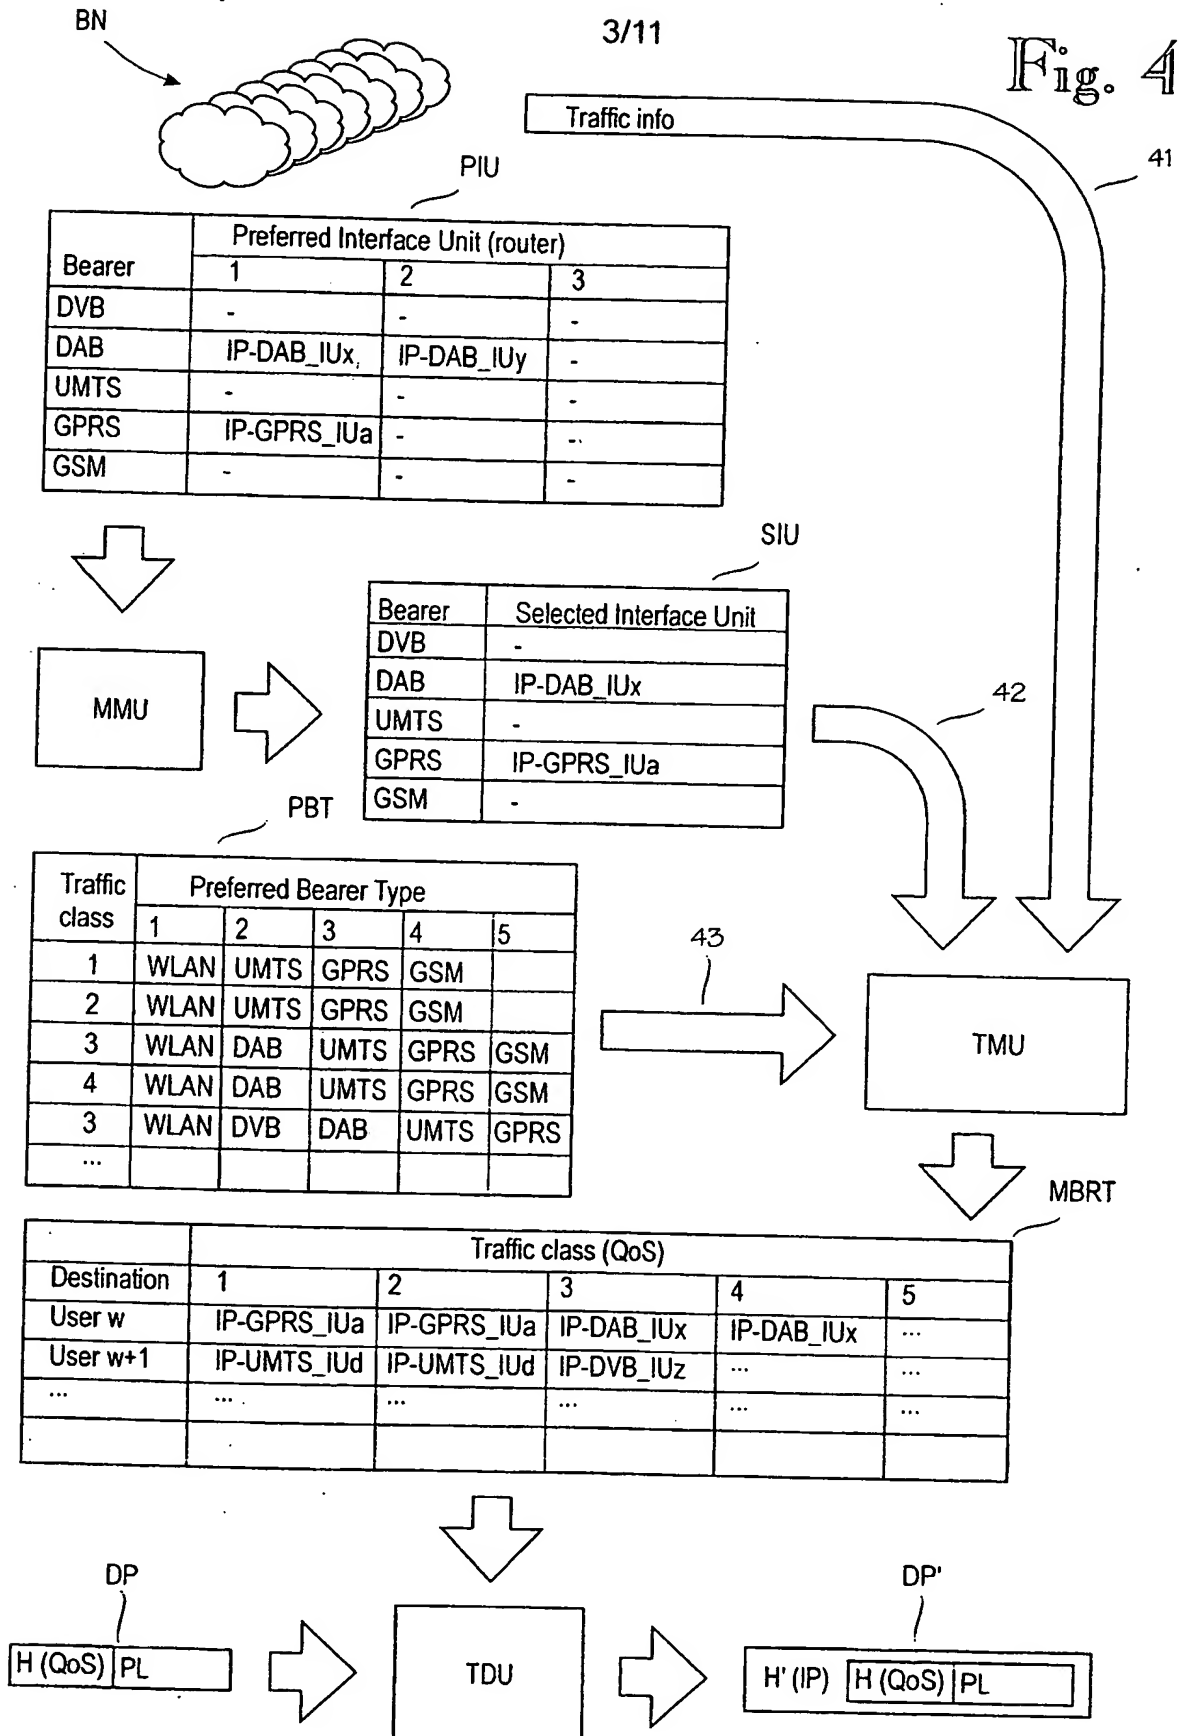 BN
3/11
Fig. 4
Traffic info
41
PIU
Preferred Interface Unit (router)
Bearer 1 2 3
DVB - - -
DAB IP-DAB_IUx, IP-DAB_IUy -
UMTS - - -
GPRS IP-GPRS_IUa - -
GSM - - -
SIU
Bearer Selected Interface Unit
DVB -
DAB IP-DAB_IUx
UMTS -
GPRS IP-GPRS_IUa
GSM -
MMU
42
PBT
Traffic class Preferred Bearer Type
1 2 3 4 5
1 WLAN UMTS GPRS GSM
2 WLAN UMTS GPRS GSM
3 WLAN DAB UMTS GPRS GSM
4 WLAN DAB UMTS GPRS GSM
3 WLAN DVB DAB UMTS GPRS
...
43
TMU
MBRT
Traffic class (QoS)
Destination 1 2 3 4 5
User w IP-GPRS_IUa IP-GPRS_IUa IP-DAB_IUx IP-DAB_IUx ...
User w+1 IP-UMTS_IUd IP-UMTS_IUd IP-DVB_IUz ... ...
... ... ... ... ... ...
DP
DP'
H (QoS) PL
TDU
H' (IP) H (QoS) PL